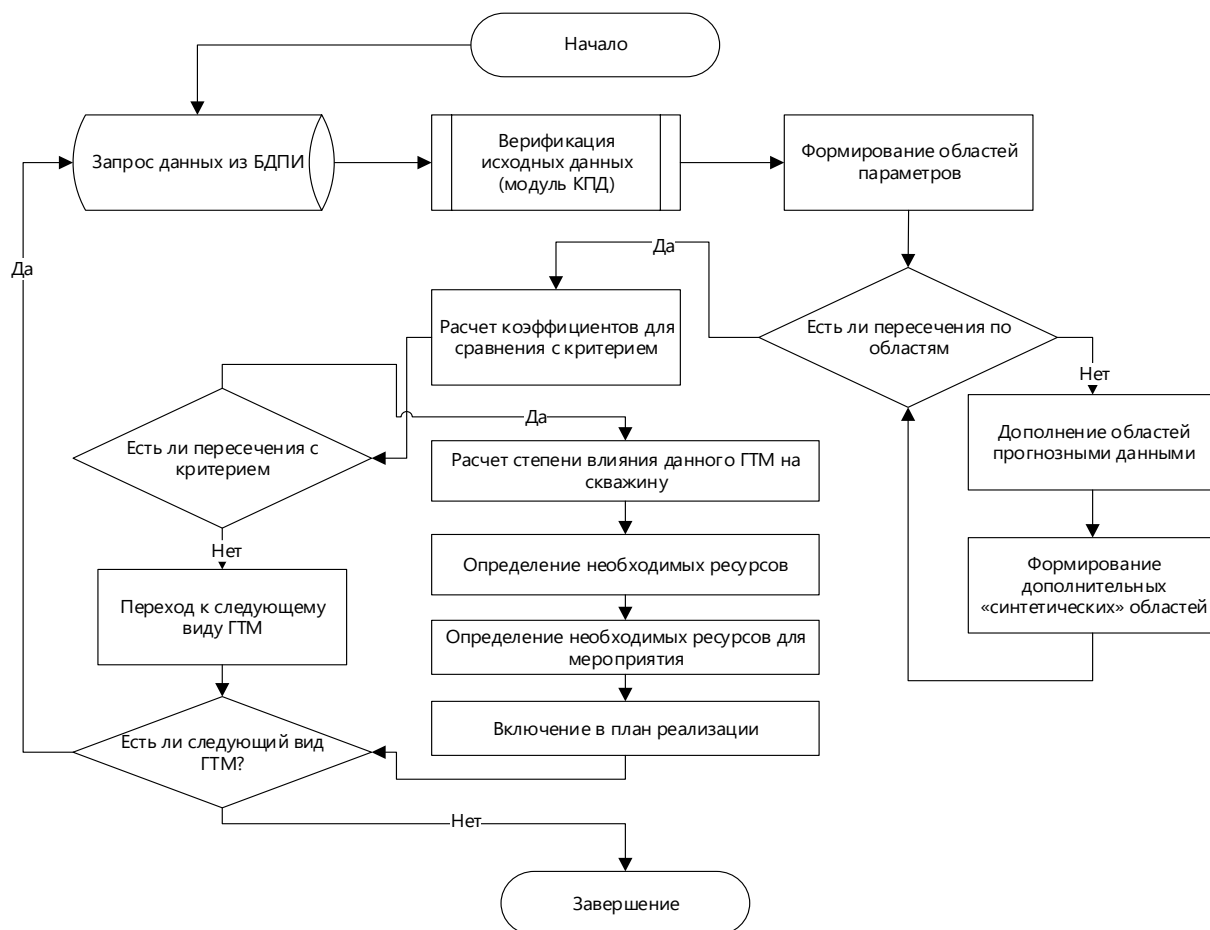 Начало
Запрос данных из БДПИ
Верификация
исходных данных
(модуль КПД)
Формирование областей
параметров
Да
Да
Есть ли пересечения по
областям
Расчет коэффициентов для
сравнения с критерием
Нет
Да
Есть ли пересечения с
критерием
Дополнение областей
прогнозными данными
Расчет степени влияния данного ГТМ на
скважину
Нет
Определение необходимых ресурсов
Формирование
дополнительных
«синтетических» областей
Переход к следующему
виду ГТМ
Определение необходимых ресурсов для
мероприятия
Включение в план реализации
Есть ли следующий вид
ГТМ?
Нет
Завершение